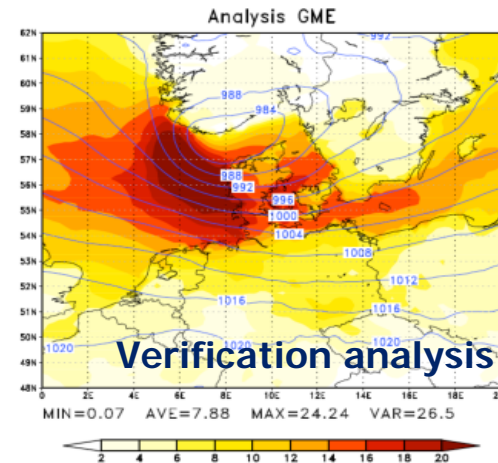 Analysis GME
62N
61N
60N
59N
58N
57N
56N
55N
54N
53N
52N
51N
50N
49N
48N
992
988
984
988
992
996
1000
1004
1008
1012
1016
1016
1020
1020
1020
Verification analysis
0 2E 4E 6E 8E 10E 12E 14E 16E 18E
MIN=0.07 AVE=7.88 MAX=24.24 VAR=26.5
2 4 6 8 10 12 14 16 18 20